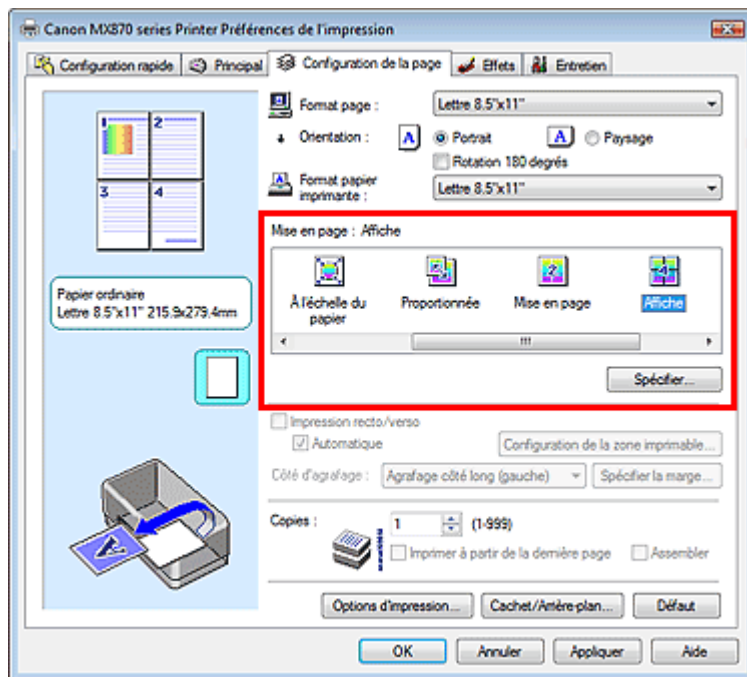 Canon MX870 series Printer Préférences de l'impression
Configuration rapide Principal Configuration de la page Effets Entretien
Format page : Lettre 8.5"x11"
Orientation : A Portrait A Paysage
Rotation 180 degrés
Format papier imprimante : Lettre 8.5"x11"
1 2
3 4
Mise en page : Affiche
À l'échelle du papier
Proportionnée
Mise en page
Affiche
Spécifier...
Papier ordinaire
Lettre 8.5"x11" 215.9x279.4mm
Impression recto/verso
Automatique
Configuration de la zone imprimable...
Côté d'agrafage : Agrafage côté long (gauche) Spécifier la marge...
Copies : 1 (1-999)
Imprimer à partir de la dernière page Assembler
Options d'impression... Cachet/Arrière-plan... Défaut
OK Annuler Appliquer Aide